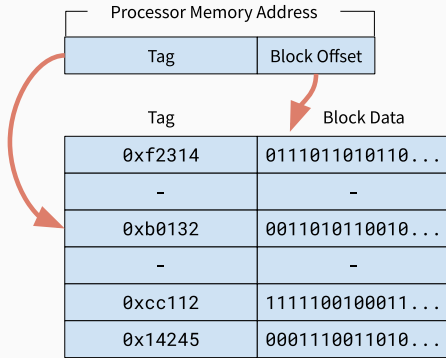 Processor Memory Address
Tag Block Offset
Tag Block Data
0xf2314 0111011010110...
- -
0xb0132 0011010110010...
- -
0xcc112 1111100100011...
0x14245 0001110011010...